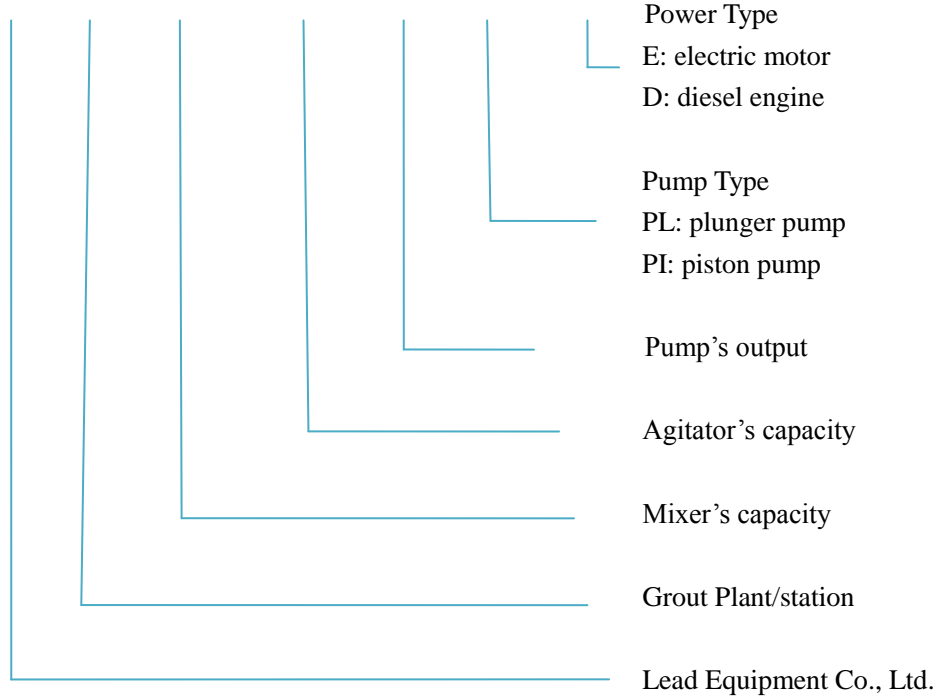 Power Type
E: electric motor
D: diesel engine
Pump Type
PL: plunger pump
PI: piston pump
Pump’s output
Agitator’s capacity
Mixer’s capacity
Grout Plant/station
Lead Equipment Co., Ltd.